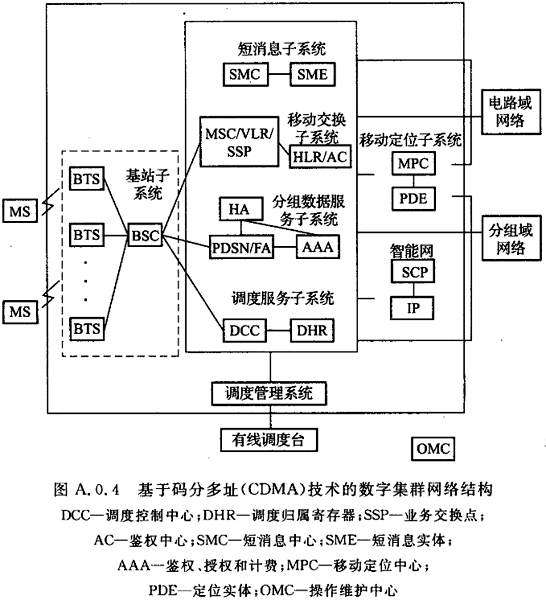 短消息子系统
SMC
SME
MSC/VLR/
SSP
移动交换
子系统
HLR/AC
电路域
网络
移动定位子系统
MPC
PDE
基站子
系统
BTS
MS
BTS
BSC
HA
分组数据服
务子系统
PDSN/FA
AAA
分组域
网络
智能网
SCP
IP
MS
BTS
调度服务子系统
DCC
DHR
调度管理系统
有线调度台
OMC
图 A.0.4 基于码分多址(CDMA)技术的数字集群网络结构
DCC—调度控制中心;DHR—调度归属寄存器;SSP—业务交换点;
AC—鉴权中心;SMC—短消息中心;SME—短消息实体;
AAA—鉴权、授权和计费;MPC—移动定位中心;
PDE—定位实体;OMC—操作维护中心